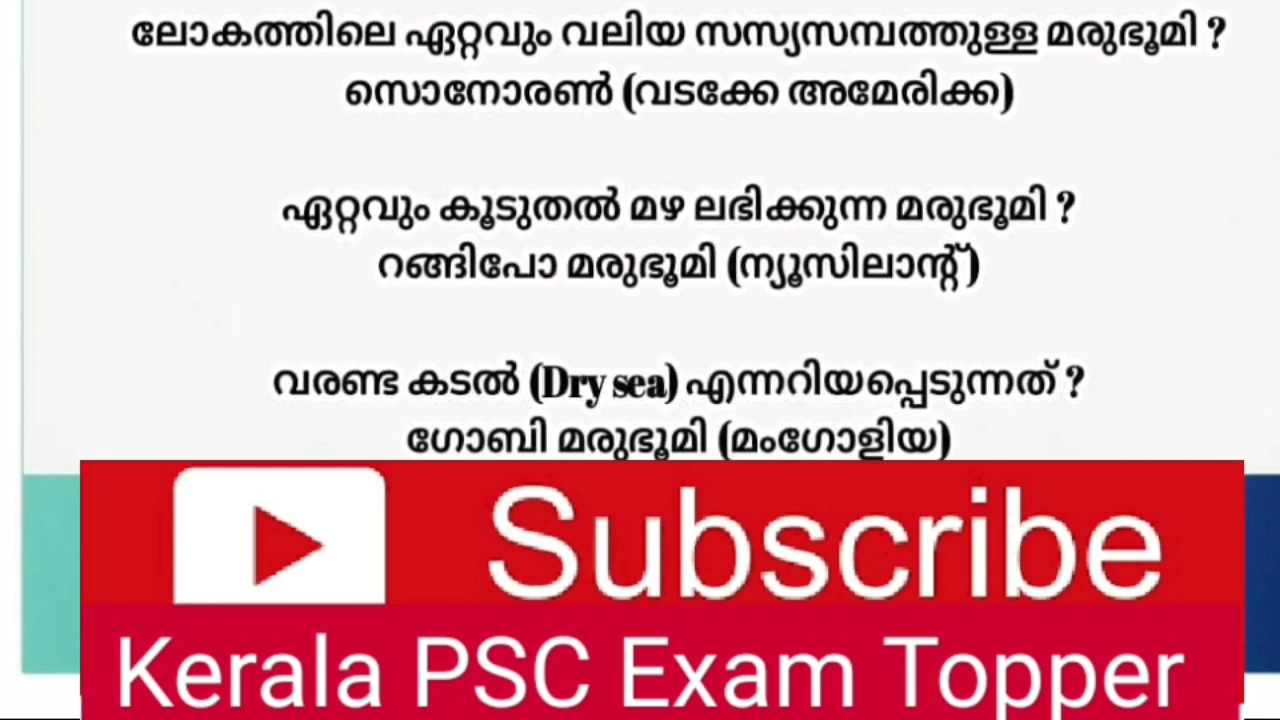 ലോകത്തിലെ ഏറ്റവും വലിയ സസ്യസമ്പത്തുള്ള മരുഭൂമി ?
സൊനോരൺ (വടക്കേ അമേരിക്ക)
ഏറ്റവും കൂടുതൽ മഴ ലഭിക്കുന്ന മരുഭൂമി ?
റങ്ങിപോ മരുഭൂമി (ന്യൂസിലാന്റ്)
വരണ്ട കടൽ (Dry sea) എന്നറിയപ്പെടുന്നത് ?
ഗോബി മരുഭൂമി (മംഗോളിയ)
Subscribe
Kerala PSC Exam Topper